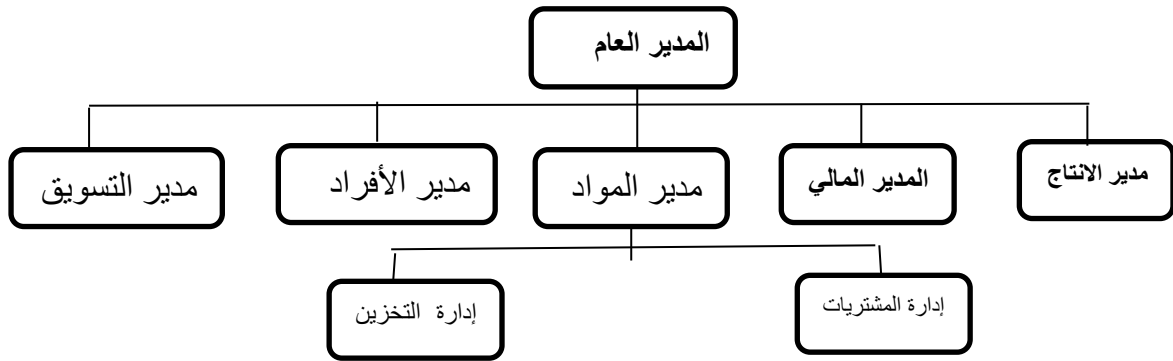 المدير العام
مدير الانتاج
المدير المالي
مدير المواد
مدير الأفراد
مدير التسويق
إدارة المشتريات
إدارة التخزين